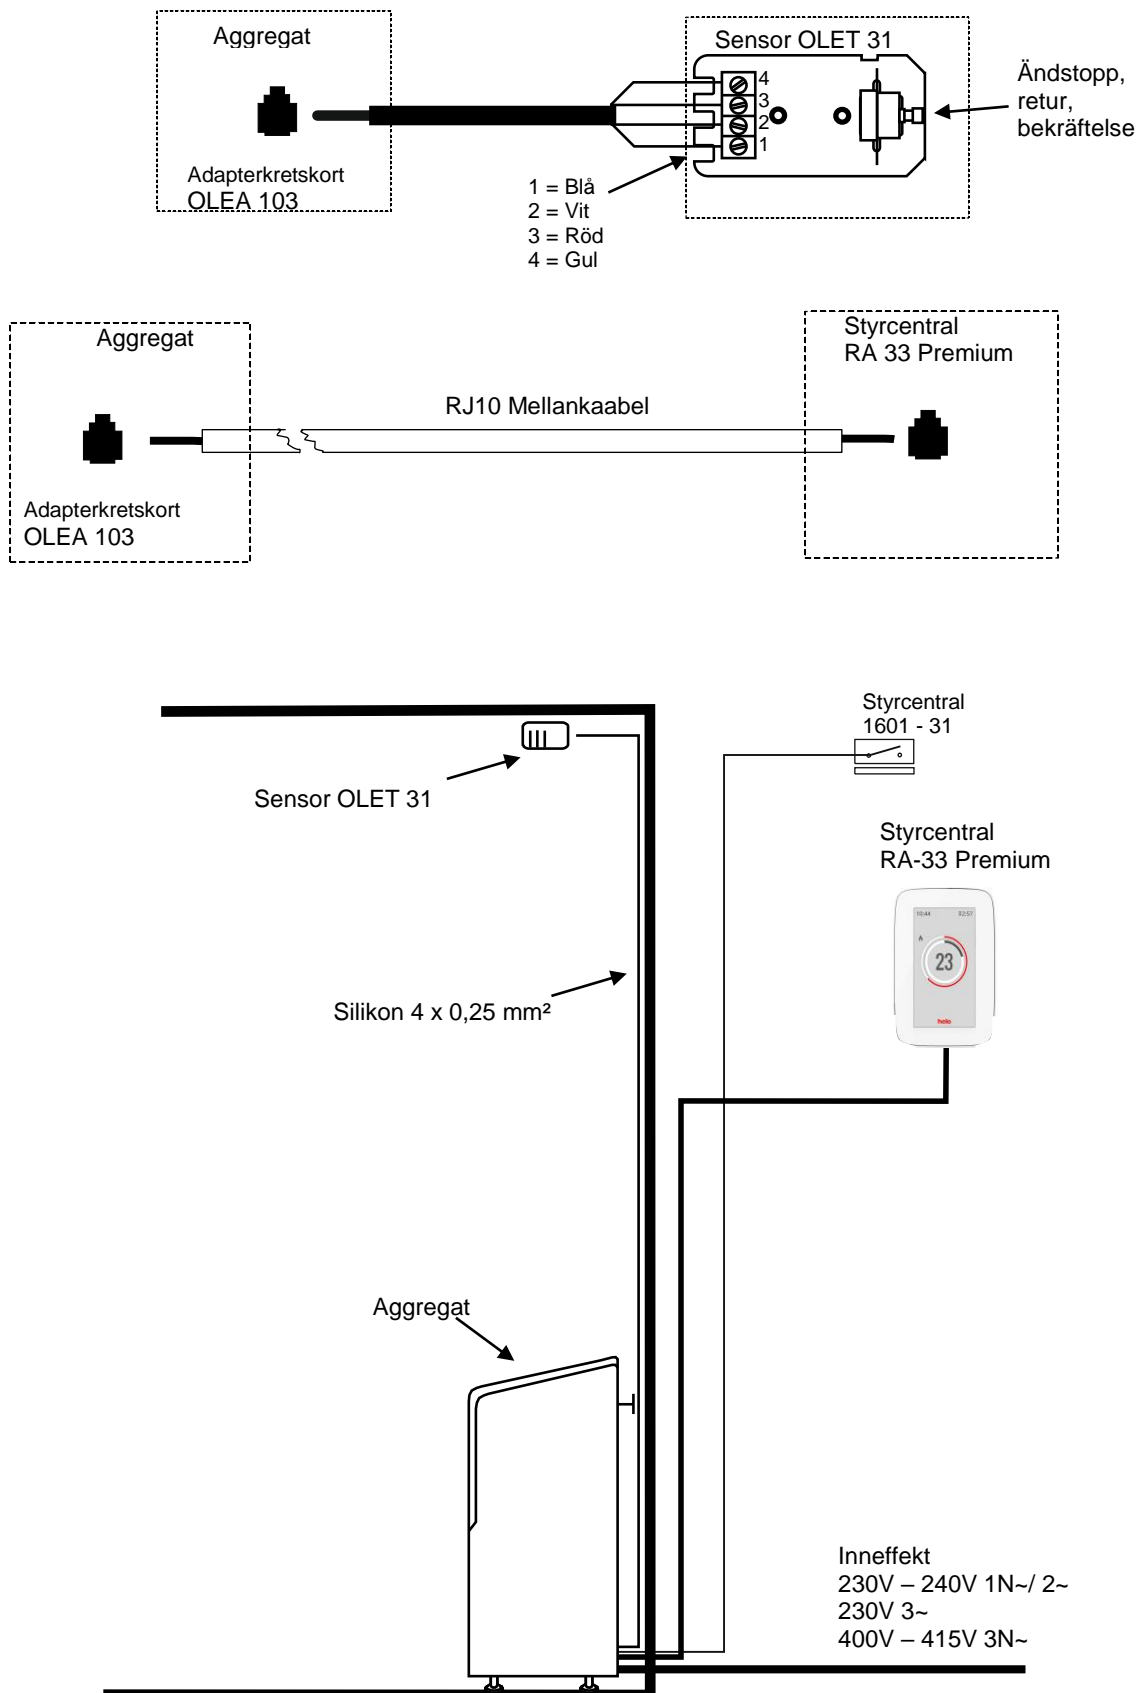 Aggregat
Sensor OLET 31
4
3
2
1
Ändstopp,
retur,
bekräftelse
Adapterkretskort
OLEA 103
1 = Blå
2 = Vit
3 = Röd
4 = Gul
Aggregat
Styrcentral
RA 33 Premium
RJ10 Mellankaabel
Adapterkretskort
OLEA 103
Styrcentral
1601 - 31
Sensor OLET 31
Styrcentral
RA-33 Premium
23
helo
Silikon 4 x 0,25 mm²
Aggregat
Inneffekt
230V – 240V 1N~/ 2~
230V 3~
400V – 415V 3N~